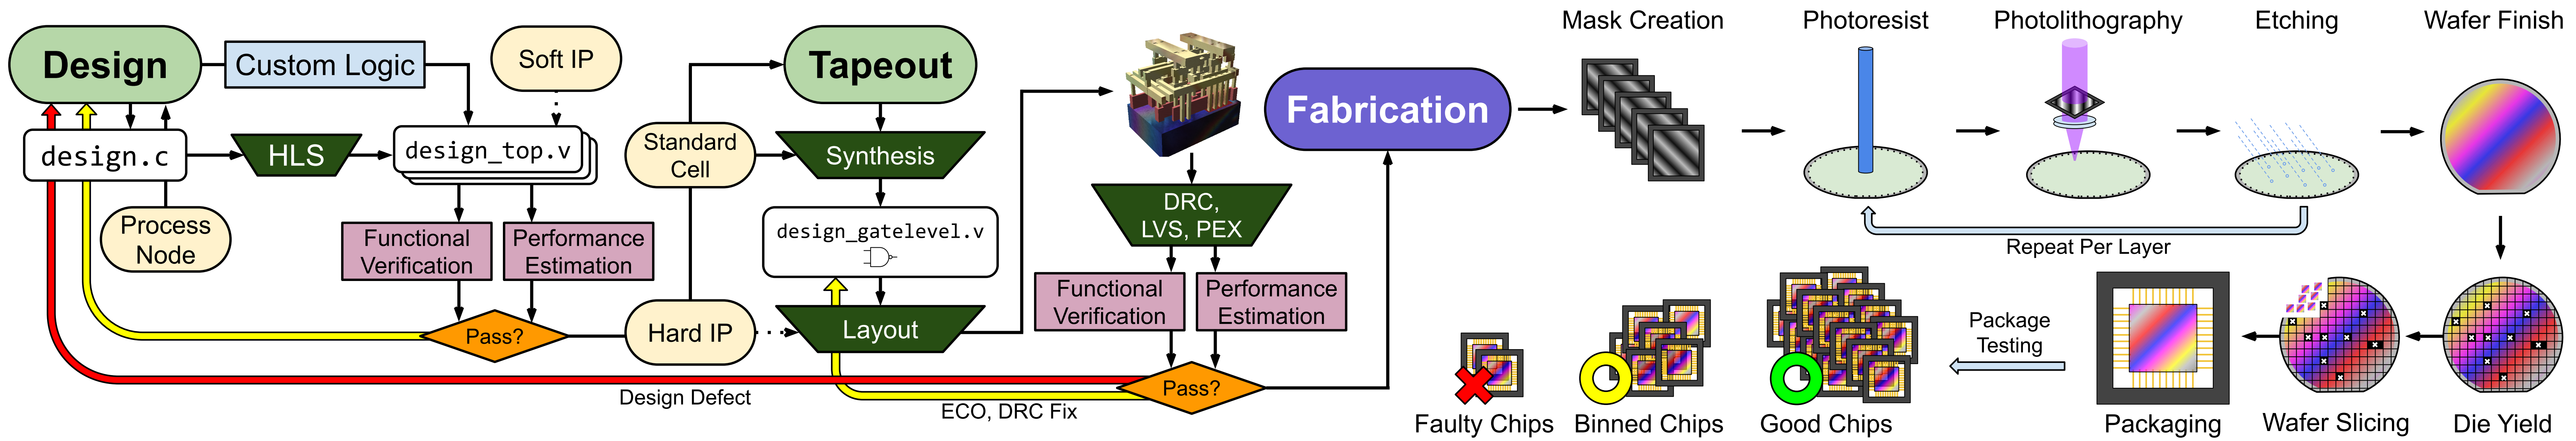 Design
Custom Logic
Soft IP
design.c
HLS
design_top.v
Process
Node
Functional
Verification
Performance
Estimation
Pass?
Standard
Cell
Hard IP
Tapeout
Synthesis
design_gatelevel.v
Layout
DRC,
LVS, PEX
Functional
Verification
Performance
Estimation
Pass?
Design Defect
ECO, DRC Fix
Fabrication
Mask Creation
Photoresist
Photolithography
Etching
Wafer Finish
Repeat Per Layer
Die Yield
Wafer Slicing
Packaging
Package
Testing
Good Chips
Binned Chips
Faulty Chips